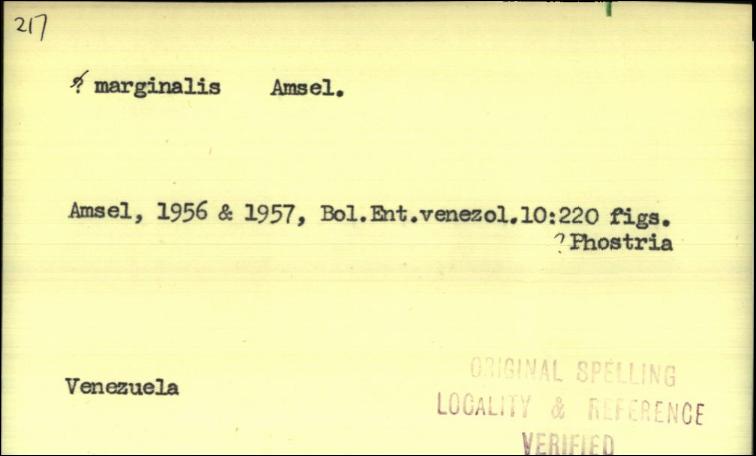 217
? marginalis Amsel.
Amsel, 1956 & 1957, Bol.Ent.venezol.10:220 figs.
? Phostria
Venezuela
ORIGINAL SPELLING
LOCALITY & REFERENCE
VERIFIED